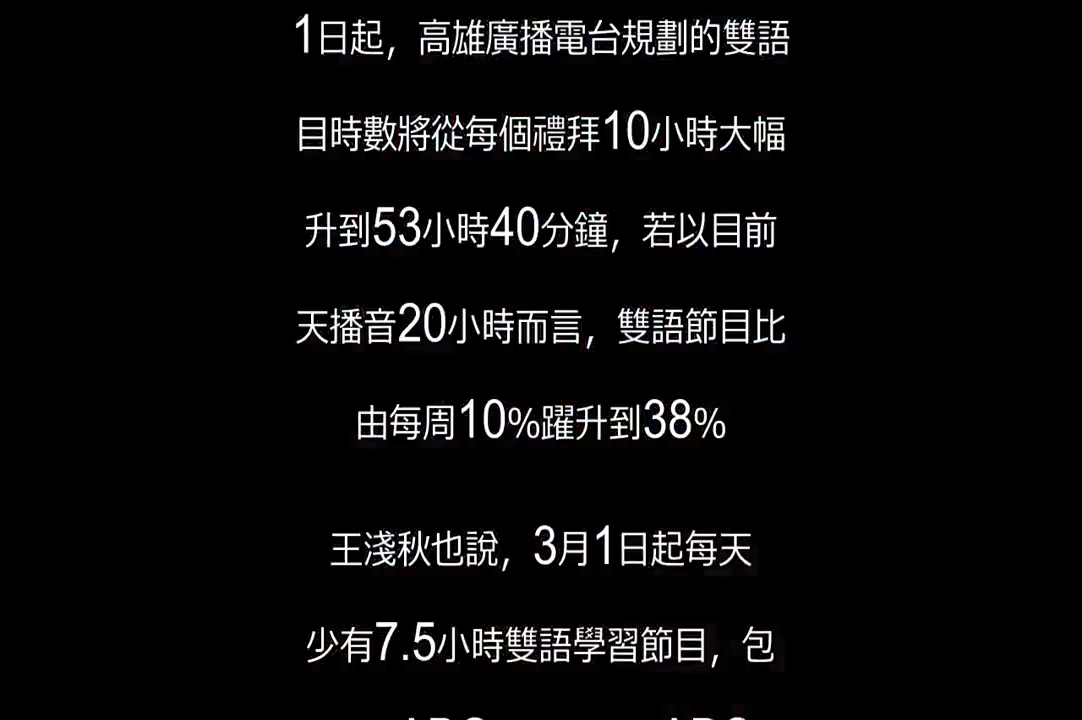 1日起，高雄廣播電台規劃的雙語
目時數將從每個禮拜10小時大幅
升到53小時40分鐘，若以目前
天播音20小時而言，雙語節目比
由每周10%躍升到38%
王淺秋也說，3月1日起每天
少有7.5小時雙語學習節目，包